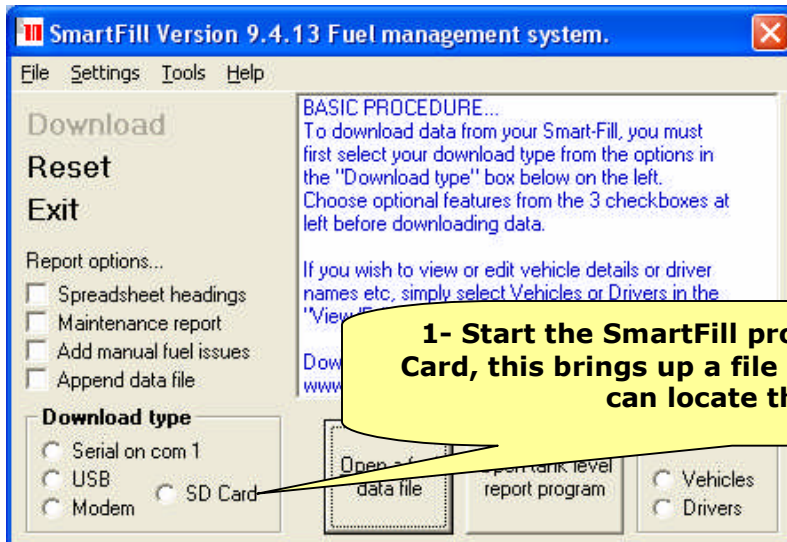 SmartFill Version 9.4.13 Fuel management system.
File Settings Tools Help
Download
Reset
Exit
Report options...
Spreadsheet headings
Maintenance report
Add manual fuel issues
Append data file
BASIC PROCEDURE...
To download data from your Smart-Fill, you must
first select your download type from the options in
the "Download type" box below on the left.
Choose optional features from the 3 checkboxes at
left before downloading data.
If you wish to view or edit vehicle details or driver
names etc, simply select Vehicles or Drivers in the
"View
Dow
www
1- Start the SmartFill pro
Card, this brings up a file
can locate th
Download type
Serial on com 1
USB
SD Card
Modem
Open a
data file
tank level
report program
Vehicles
Drivers